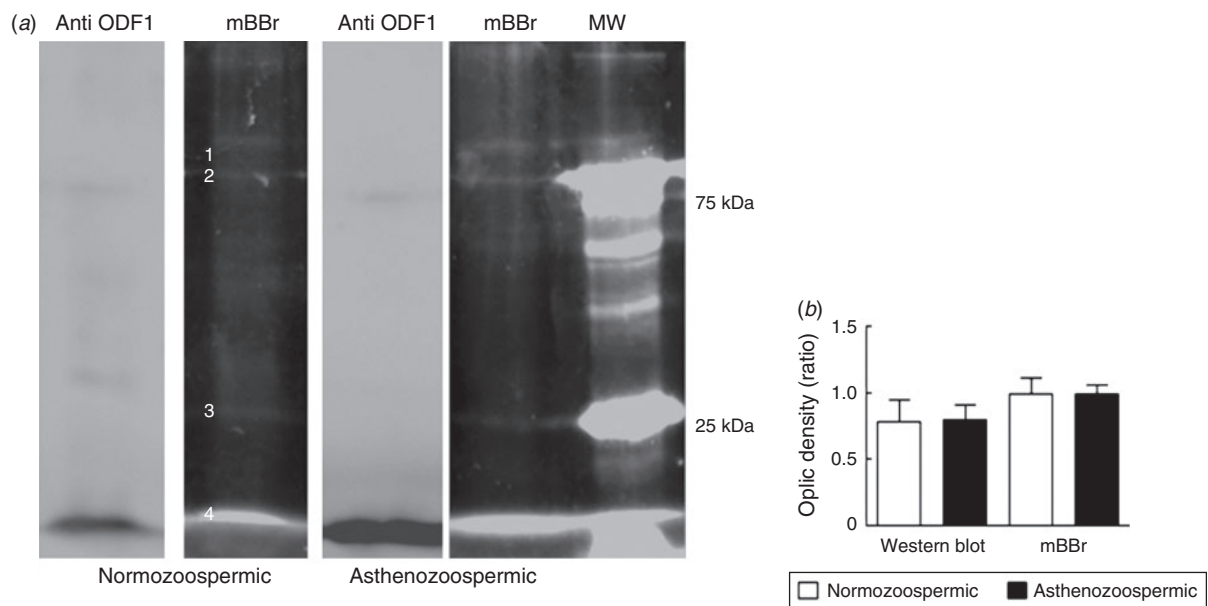 (a) Anti ODF1 mBBr Anti ODF1 mBBr MW
1
2
75 kDa
3
25 kDa
4
Normozoospermic Asthenozoospermic
(b)
1.5
1.0
0.5
0
Oplic density (ratio)
Western blot mBBr
Normozoospermic Asthenozoospermic